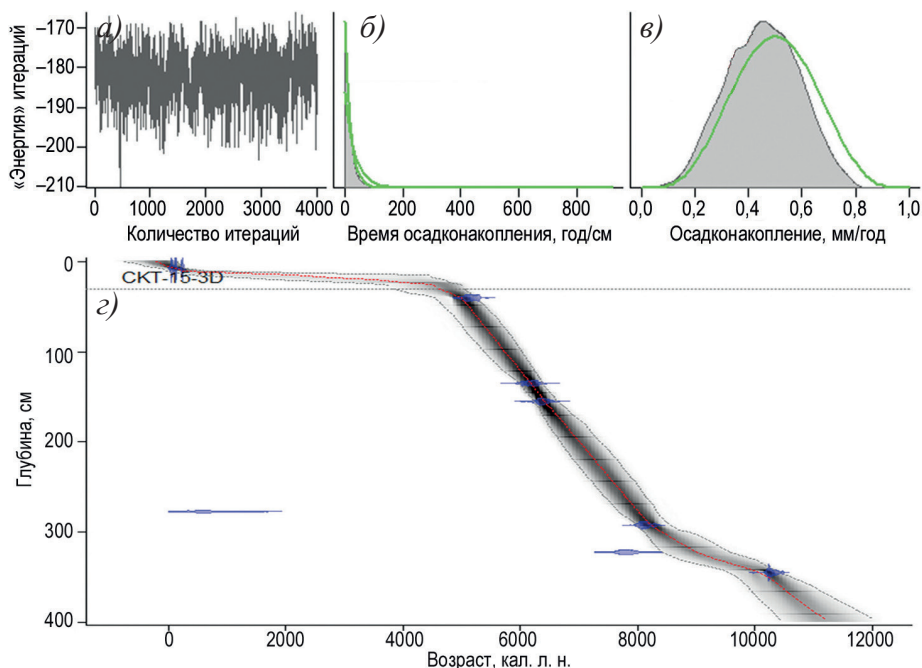 а)
«Энергия» итераций
–170
–180
–190
–200
–210
0 1000 2000 3000 4000
Количество итераций
б)
0 200 400 600 800
Время осадконакопления, год/см
в)
0,0 0,2 0,4 0,6 0,8 1,0
Осадконакопление, мм/год
г)
СКТ-15-3D
Глубина, см
0
100
200
300
400
0 2000 4000 6000 8000 10000 12000
Возраст, кал. л. н.